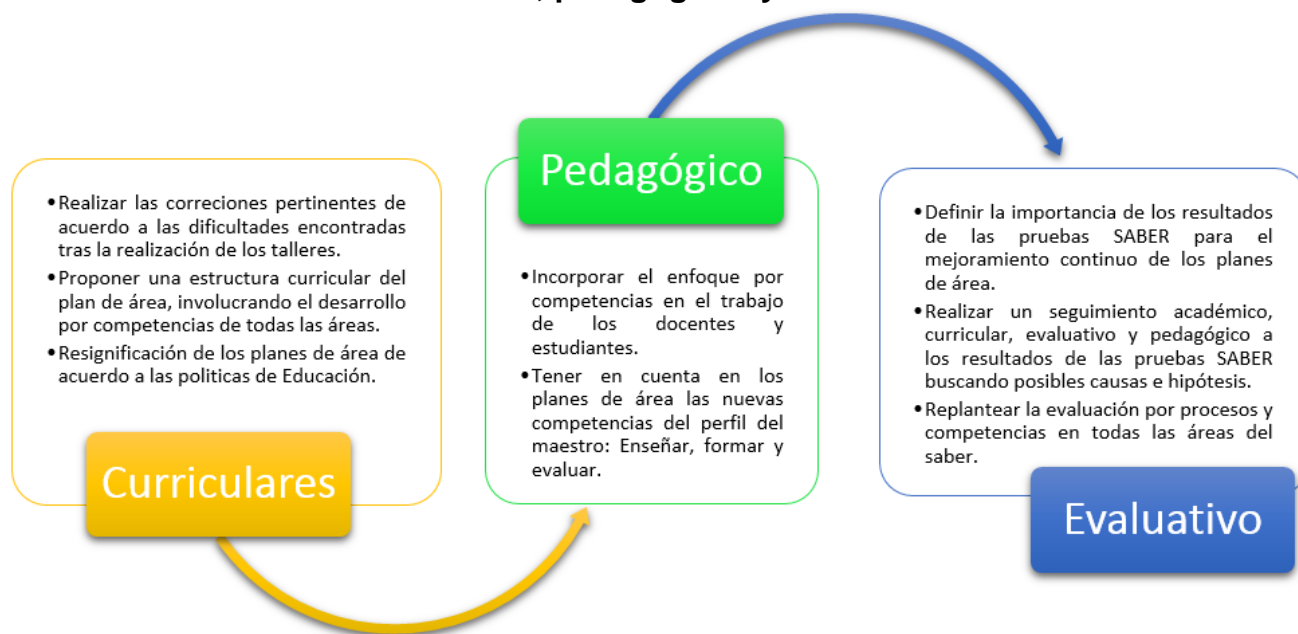 •Realizar las correciones pertinentes de
acuerdo a las dificultades encontradas
tras la realización de los talleres.
•Proponer una estructura curricular del
plan de área, involucrando el desarrollo
por competencias de todas las áreas.
•Resignificación de los planes de área de
acuerdo a las politicas de Educación.
Curriculares
Pedagógico
•Incorporar el enfoque por
competencias en el trabajo
de los docentes y
estudiantes.
•Tener en cuenta en los
planes de área las nuevas
competencias del perfil del
maestro: Enseñar, formar y
evaluar.
•Definir la importancia de los resultados
de las pruebas SABER para el
mejoramiento continuo de los planes
de área.
•Realizar un seguimiento académico,
curricular, evaluativo y pedagógico a
los resultados de las pruebas SABER
buscando posibles causas e hipótesis.
•Replantear la evaluación por procesos y
competencias en todas las áreas del
saber.
Evaluativo